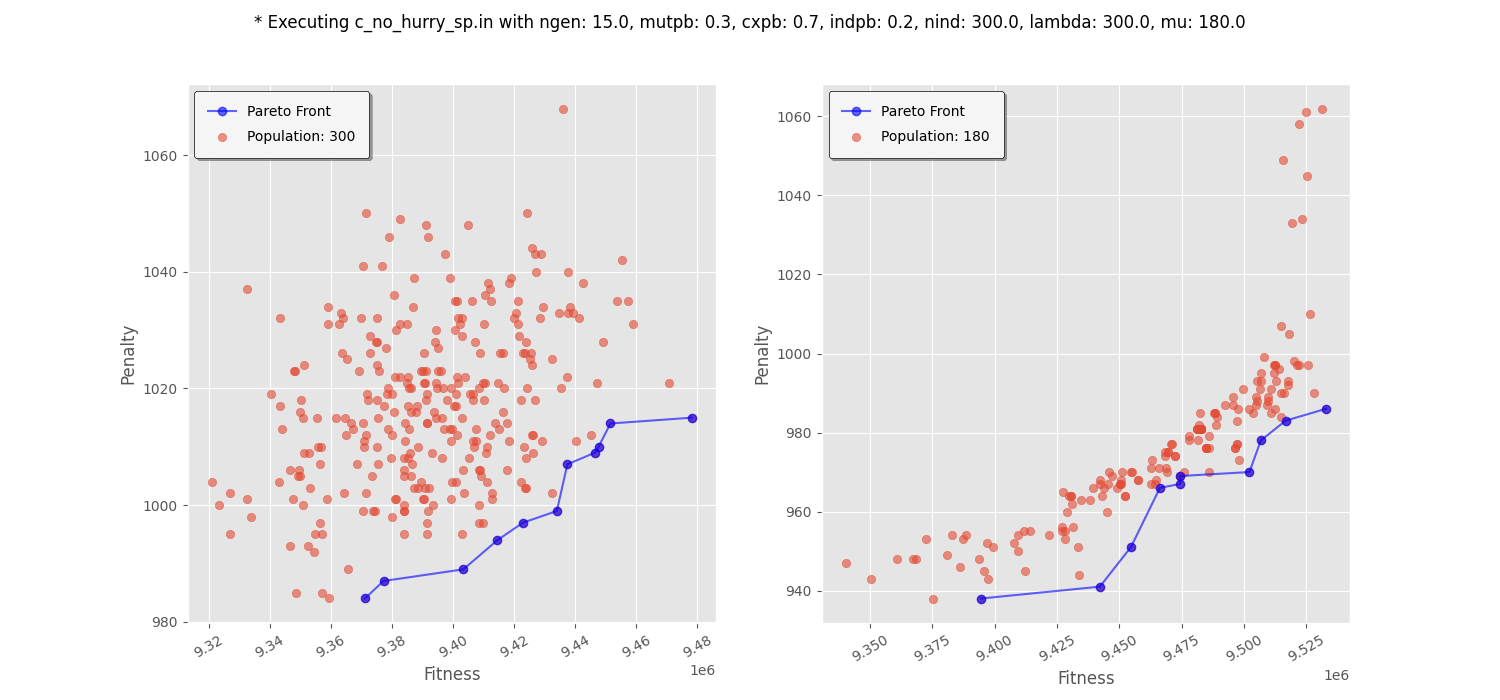 * Executing c_no_hurry_sp.in with ngen: 15.0, mutpb: 0.3, cxpb: 0.7, indpb: 0.2, nind: 300.0, lambda: 300.0, mu: 180.0
Pareto Front
Population: 300
Penalty
1060
1040
1020
1000
980
9.32
9.34
9.36
9.38
9.40
9.42
9.44
9.46
9.48
1e6
Fitness
Pareto Front
Population: 180
Penalty
1060
1040
1020
1000
980
960
940
9.350
9.375
9.400
9.425
9.450
9.475
9.500
9.525
1e6
Fitness